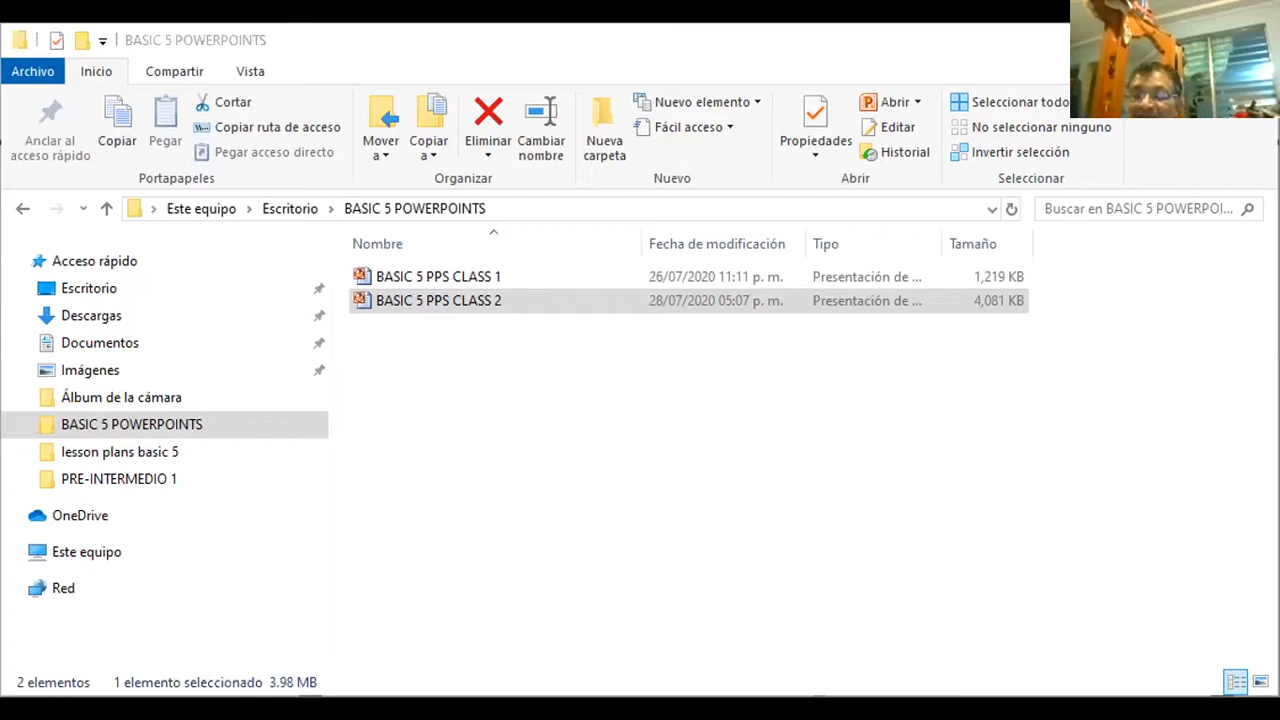 BASIC 5 POWERPOINTS
Archivo Inicio Compartir Vista
Anclar al acceso rápido
Copiar
Pegar
Cortar
Copiar ruta de acceso
Pegar acceso directo
Portapapeles
Mover a
Copiar a
Eliminar
Cambiar nombre
Organizar
Nueva carpeta
Nuevo elemento
Fácil acceso
Nuevo
Propiedades
Abrir
Editar
Historial
Abrir
Seleccionar todo
No seleccionar ninguno
Invertir selección
Seleccionar
Este equipo > Escritorio > BASIC 5 POWERPOINTS
Buscar en BASIC 5 POWERPOI...
Nombre Fecha de modificación Tipo Tamaño
BASIC 5 PPS CLASS 1 26/07/2020 11:11 p. m. Presentación de ... 1,219 KB
BASIC 5 PPS CLASS 2 28/07/2020 05:07 p. m. Presentación de ... 4,081 KB
Acceso rápido
Escritorio
Descargas
Documentos
Imágenes
Álbum de la cámara
BASIC 5 POWERPOINTS
lesson plans basic 5
PRE-INTERMEDIO 1
OneDrive
Este equipo
Red
2 elementos 1 elemento seleccionado 3.98 MB